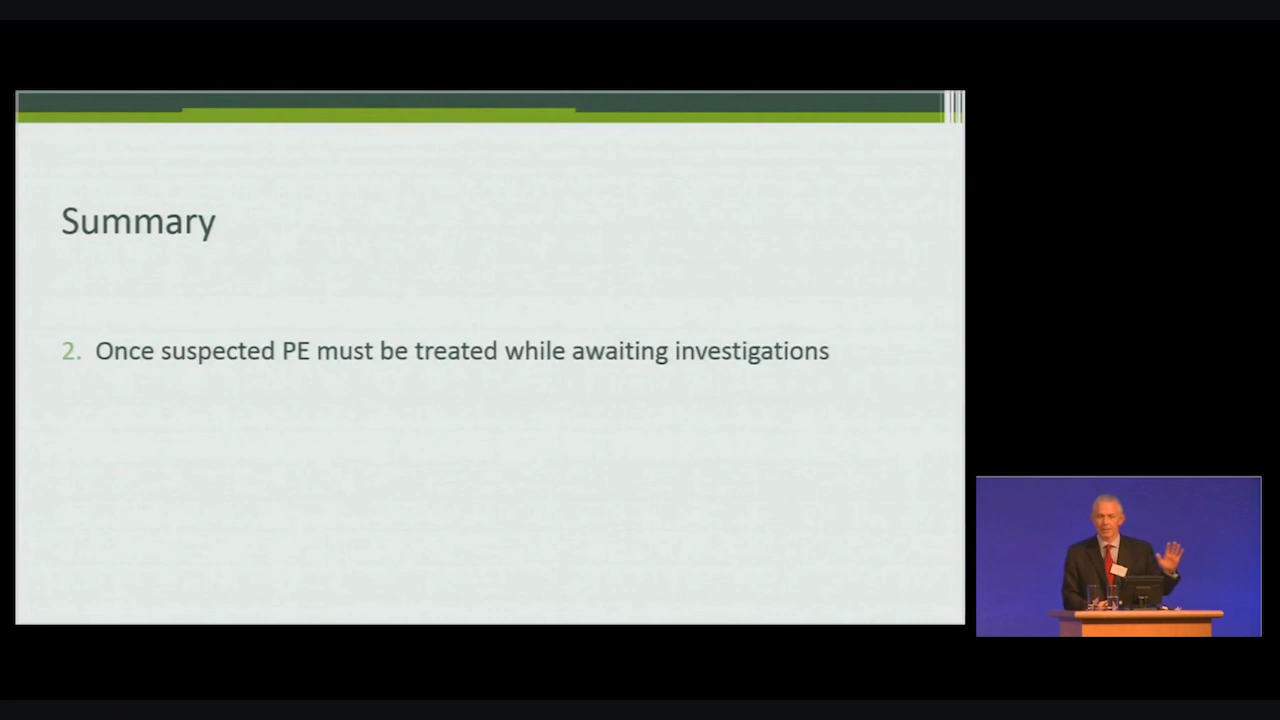 Summary
2. Once suspected PE must be treated while awaiting investigations